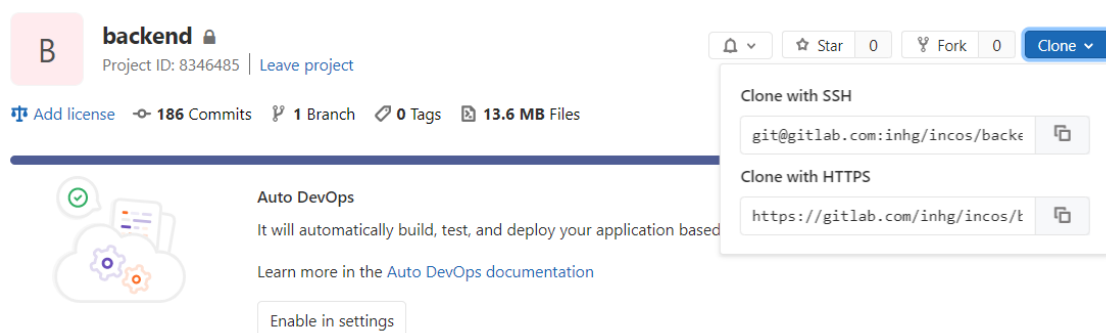 B
backend
Project ID: 8346485 Leave project
Star 0 Fork 0 Clone
Add license 186 Commits 1 Branch 0 Tags 13.6 MB Files
Clone with SSH
git@gitlab.com:inhg/incos/backe
Clone with HTTPS
https://gitlab.com/inhg/incos/b
Auto DevOps
It will automatically build, test, and deploy your application based
Learn more in the Auto DevOps documentation
Enable in settings